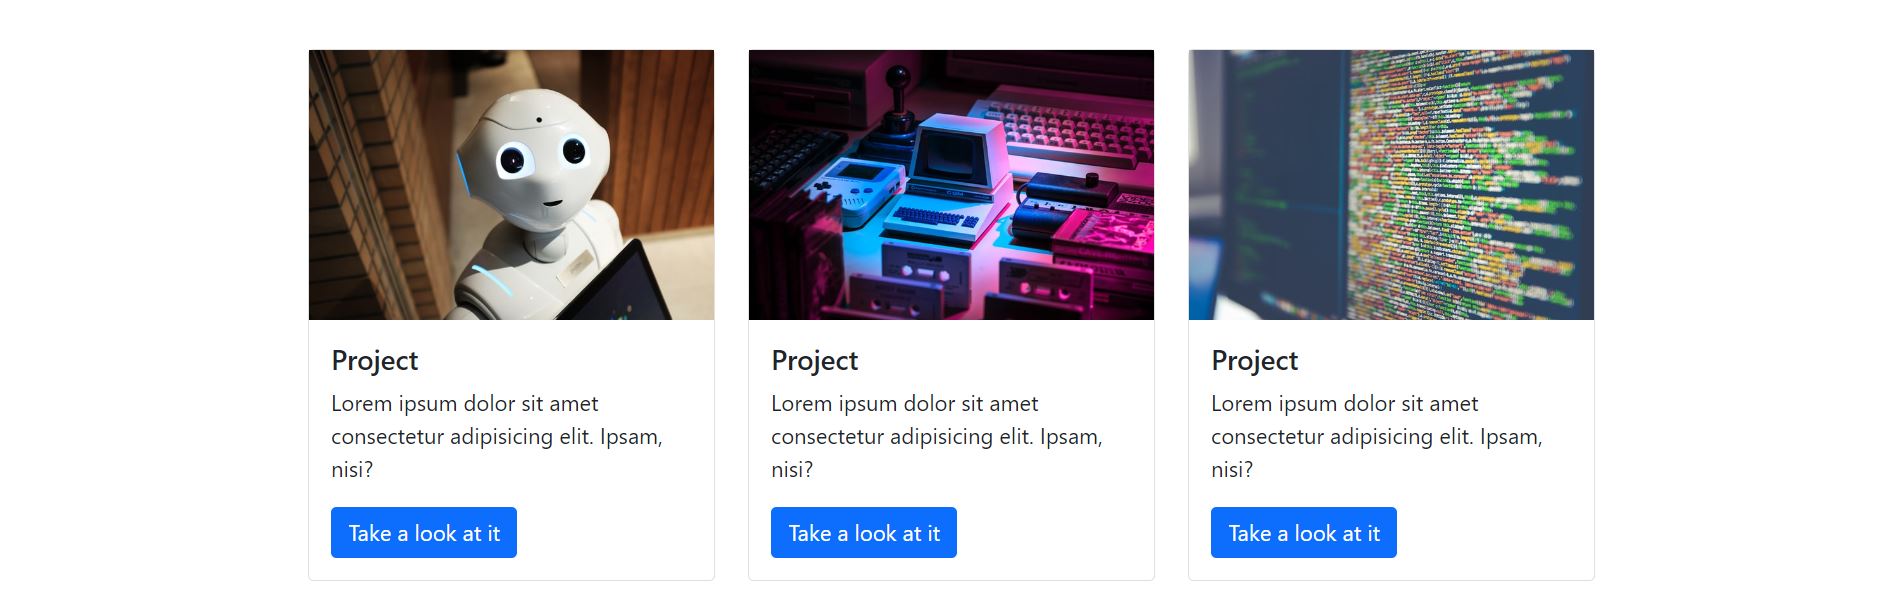 Project
Lorem ipsum dolor sit amet
consectetur adipisicing elit. Ipsam,
nisi?
Take a look at it
Project
Lorem ipsum dolor sit amet
consectetur adipisicing elit. Ipsam,
nisi?
Take a look at it
Project
Lorem ipsum dolor sit amet
consectetur adipisicing elit. Ipsam,
nisi?
Take a look at it